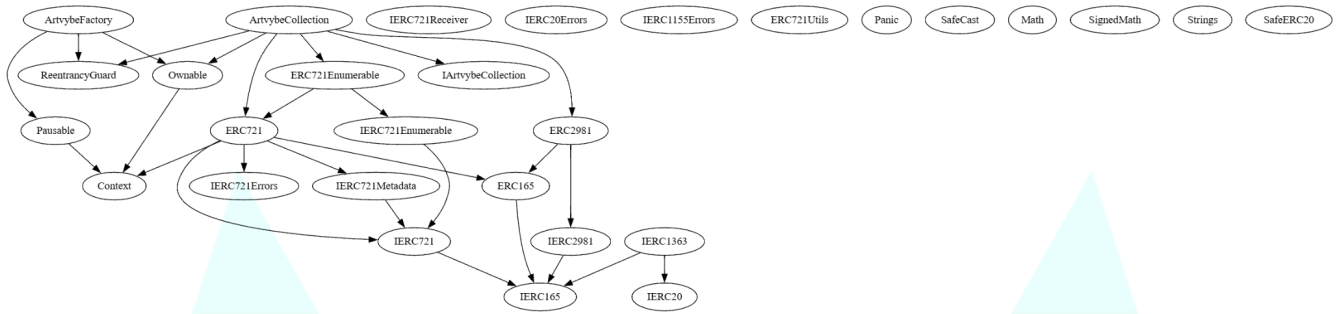 ArtvybeFactory ArtvybeCollection IERC721Receiver IERC20Errors IERC1155Errors ERC721Utils Panic SafeCast Math SignedMath Strings SafeERC20
ReentrancyGuard Ownable ERC721Enumerable IArtvybeCollection
Pausable ERC721 IERC721Enumerable ERC2981
Context IERC721Errors IERC721Metadata ERC165
IERC721 IERC2981 IERC1363
IERC165 IERC20